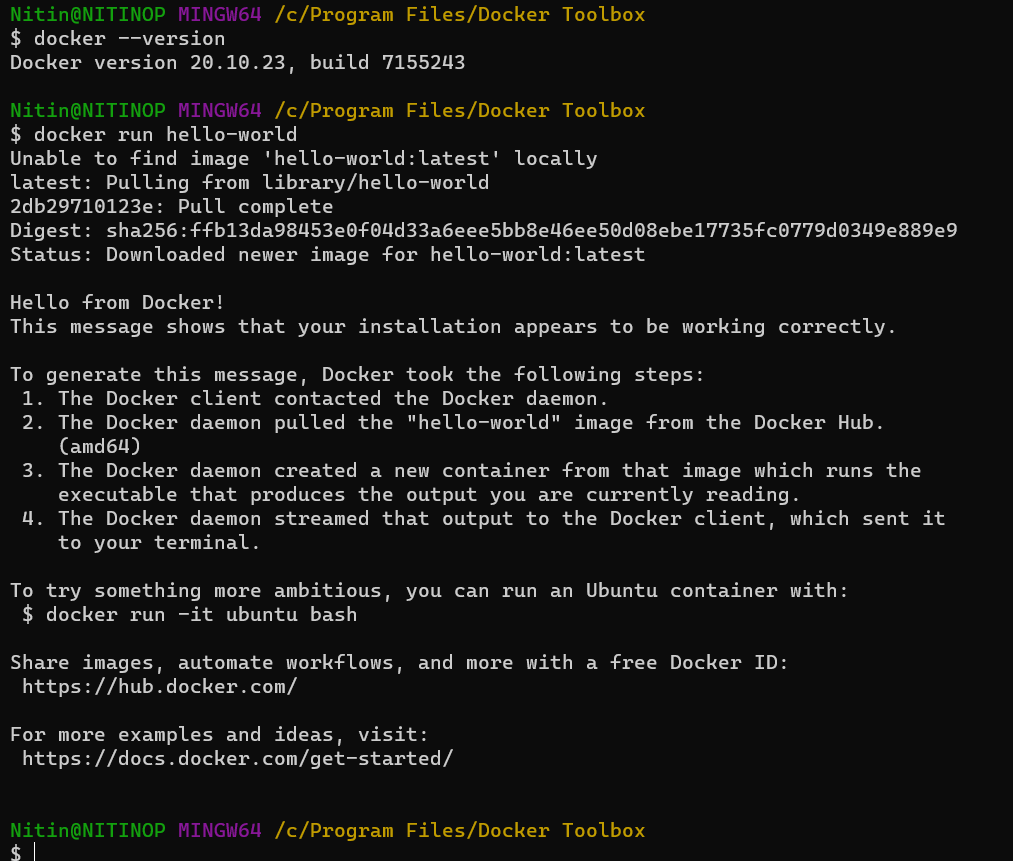 Nitin@NITINOP MINGW64 /c/Program Files/Docker Toolbox
$ docker --version
Docker version 20.10.23, build 7155243

Nitin@NITINOP MINGW64 /c/Program Files/Docker Toolbox
$ docker run hello-world
Unable to find image 'hello-world:latest' locally
latest: Pulling from library/hello-world
2db29710123e: Pull complete
Digest: sha256:ffb13da98453e0f04d33a6eee5bb8e46ee50d08ebe17735fc0779d0349e889e9
Status: Downloaded newer image for hello-world:latest

Hello from Docker!
This message shows that your installation appears to be working correctly.

To generate this message, Docker took the following steps:
 1. The Docker client contacted the Docker daemon.
 2. The Docker daemon pulled the "hello-world" image from the Docker Hub.
    (amd64)
 3. The Docker daemon created a new container from that image which runs the
    executable that produces the output you are currently reading.
 4. The Docker daemon streamed that output to the Docker client, which sent it
    to your terminal.

To try something more ambitious, you can run an Ubuntu container with:
 $ docker run -it ubuntu bash

Share images, automate workflows, and more with a free Docker ID:
 https://hub.docker.com/

For more examples and ideas, visit:
 https://docs.docker.com/get-started/


Nitin@NITINOP MINGW64 /c/Program Files/Docker Toolbox
$